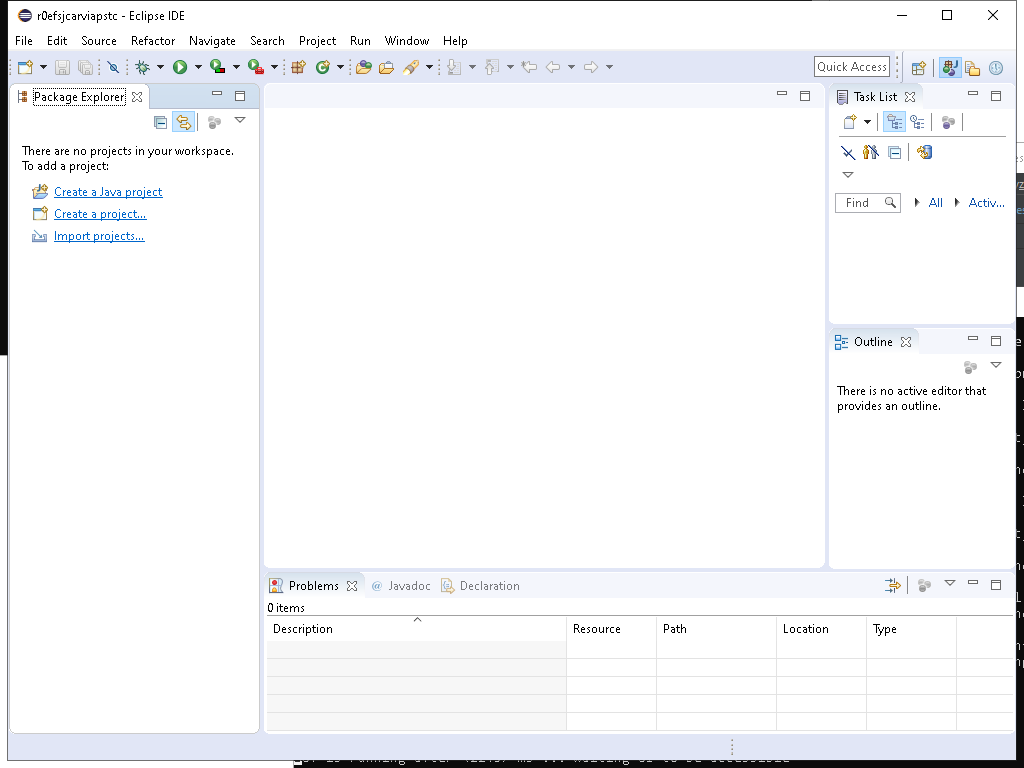 r0efsjcarviapstc - Eclipse IDE
File Edit Source Refactor Navigate Search Project Run Window Help
Quick Access
Package Explorer
Task List
There are no projects in your workspace.
To add a project:
Create a Java project
Create a project...
Import projects...
Find All Activ...
Outline
There is no active editor that
provides an outline.
Problems @ Javadoc Declaration
0 items
Description Resource Path Location Type